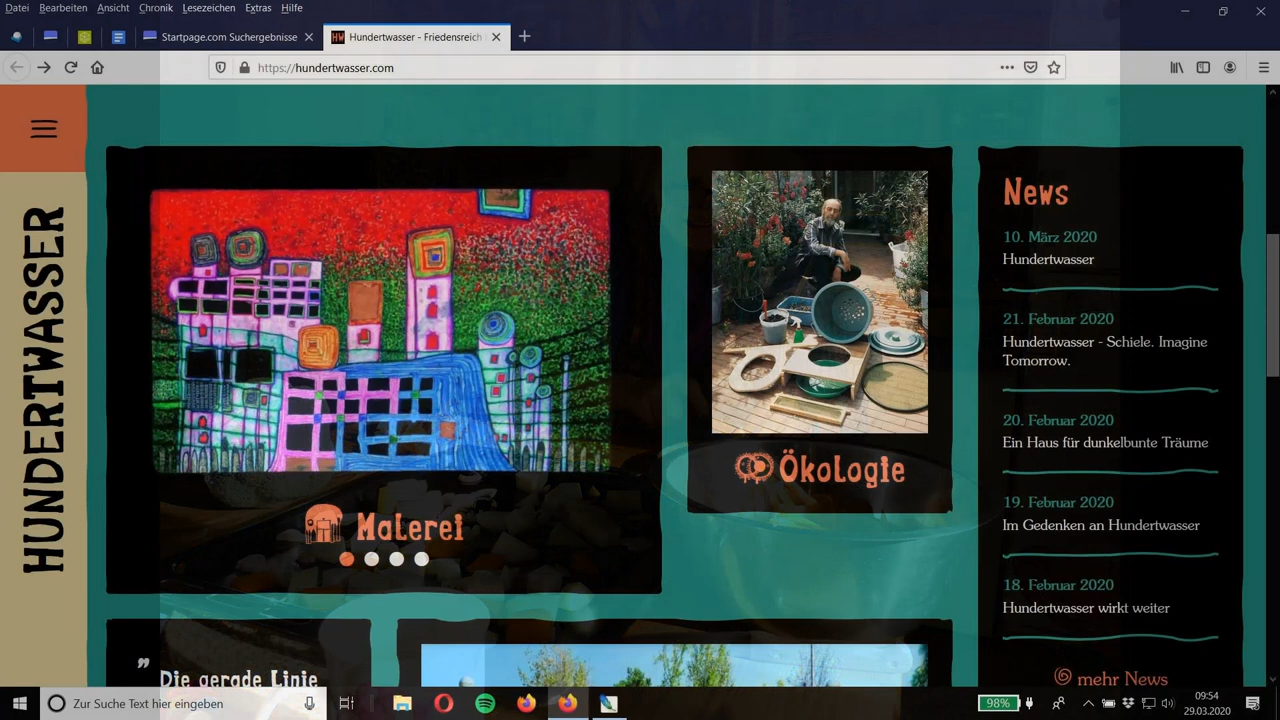 Datei Bearbeiten Ansicht Chronik Lesezeichen Extras Hilfe
Startpage.com Suchergebnisse
HW Hundertwasser - Friedensreich
https://hundertwasser.com
HUNDERTWASSER
Malerei
Ökologie
News
10. März 2020
Hundertwasser
21. Februar 2020
Hundertwasser - Schiele. Imagine
Tomorrow.
20. Februar 2020
Ein Haus für dunkelbunte Träume
19. Februar 2020
Im Gedenken an Hundertwasser
18. Februar 2020
Hundertwasser wirkt weiter
mehr News
" Die gerade Linie
Zur Suche Text hier eingeben
98%
09:54
29.03.2020